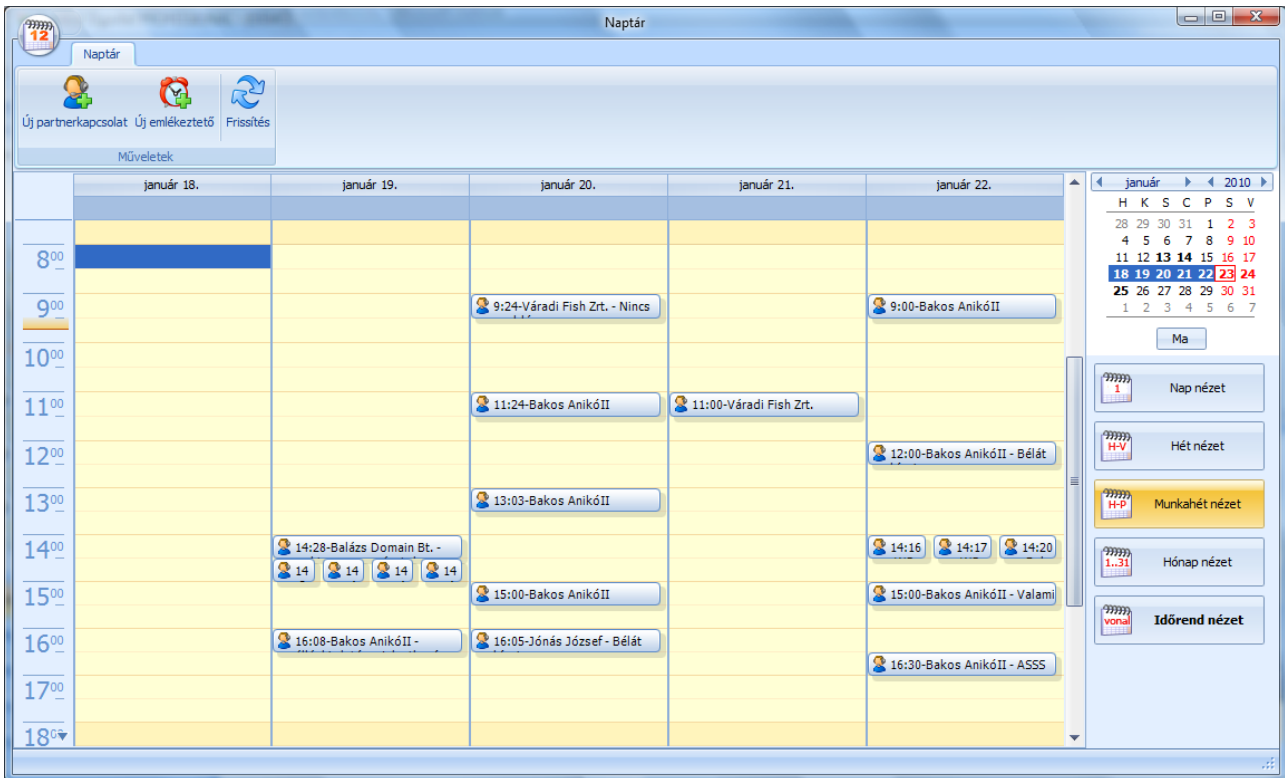 Naptár
12
Naptár
Új partnerkapcsolat Új emlékeztető Frissítés
Műveletek
január 18. január 19. január 20. január 21. január 22.
8 00
9 00
10 00
11 00
12 00
13 00
14 00
15 00
16 00
17 00
18
14:28-Balázs Domain Bt. -
14 14 14 14
16:08-Bakos AnikóII -
9:24-Váradi Fish Zrt. - Nincs
11:24-Bakos AnikóII
13:03-Bakos AnikóII
15:00-Bakos AnikóII
16:05-Jónás József - Bélát
11:00-Váradi Fish Zrt.
9:00-Bakos AnikóII
12:00-Bakos AnikóII - Bélát
14:16 14:17 14:20
15:00-Bakos AnikóII - Valami
16:30-Bakos AnikóII - ASSS
január 2010
H K S C P S V
28 29 30 31 1 2 3
4 5 6 7 8 9 10
11 12 13 14 15 16 17
18 19 20 21 22 23 24
25 26 27 28 29 30 31
1 2 3 4 5 6 7
Ma
1 Nap nézet
H-V Hét nézet
H-P Munkahét nézet
1..31 Hónap nézet
vonal Időrend nézet